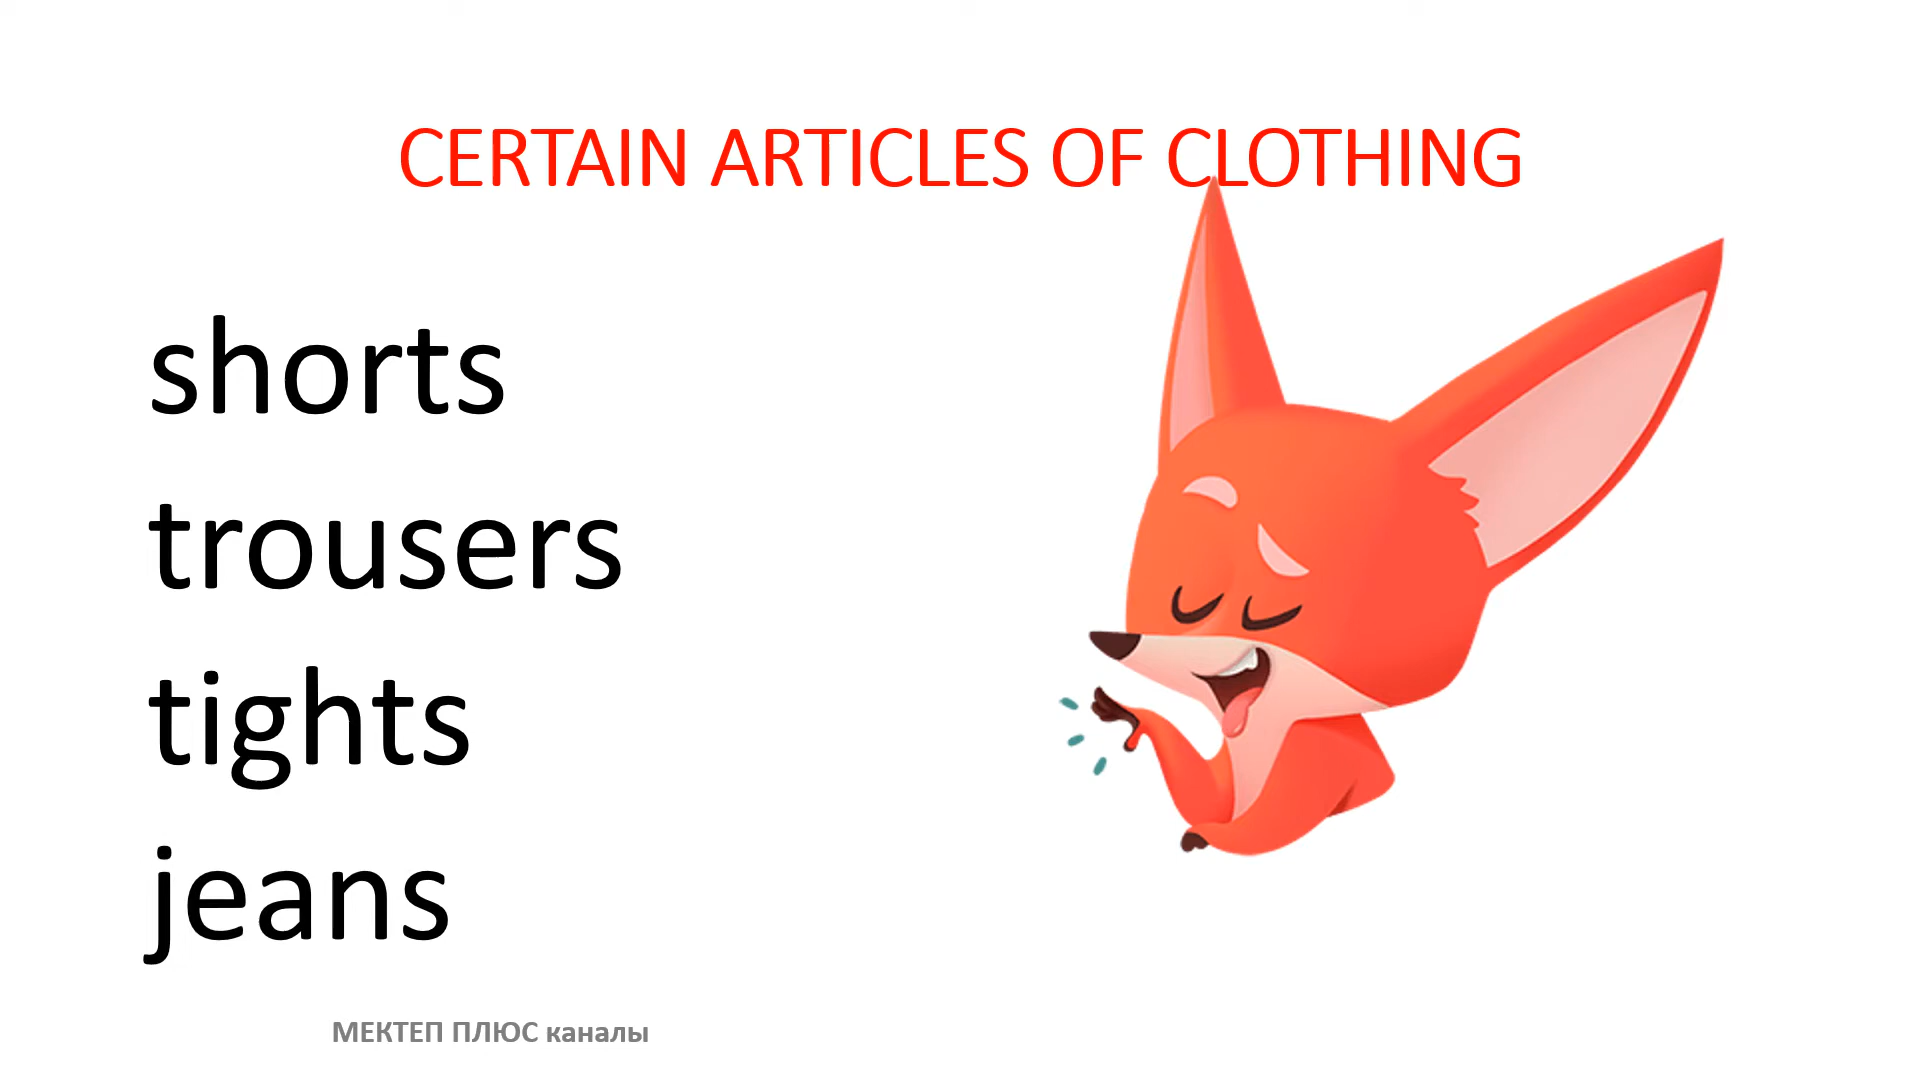 CERTAIN ARTICLES OF CLOTHING
shorts
trousers
tights
jeans
МЕКТЕП ПЛЮС каналы